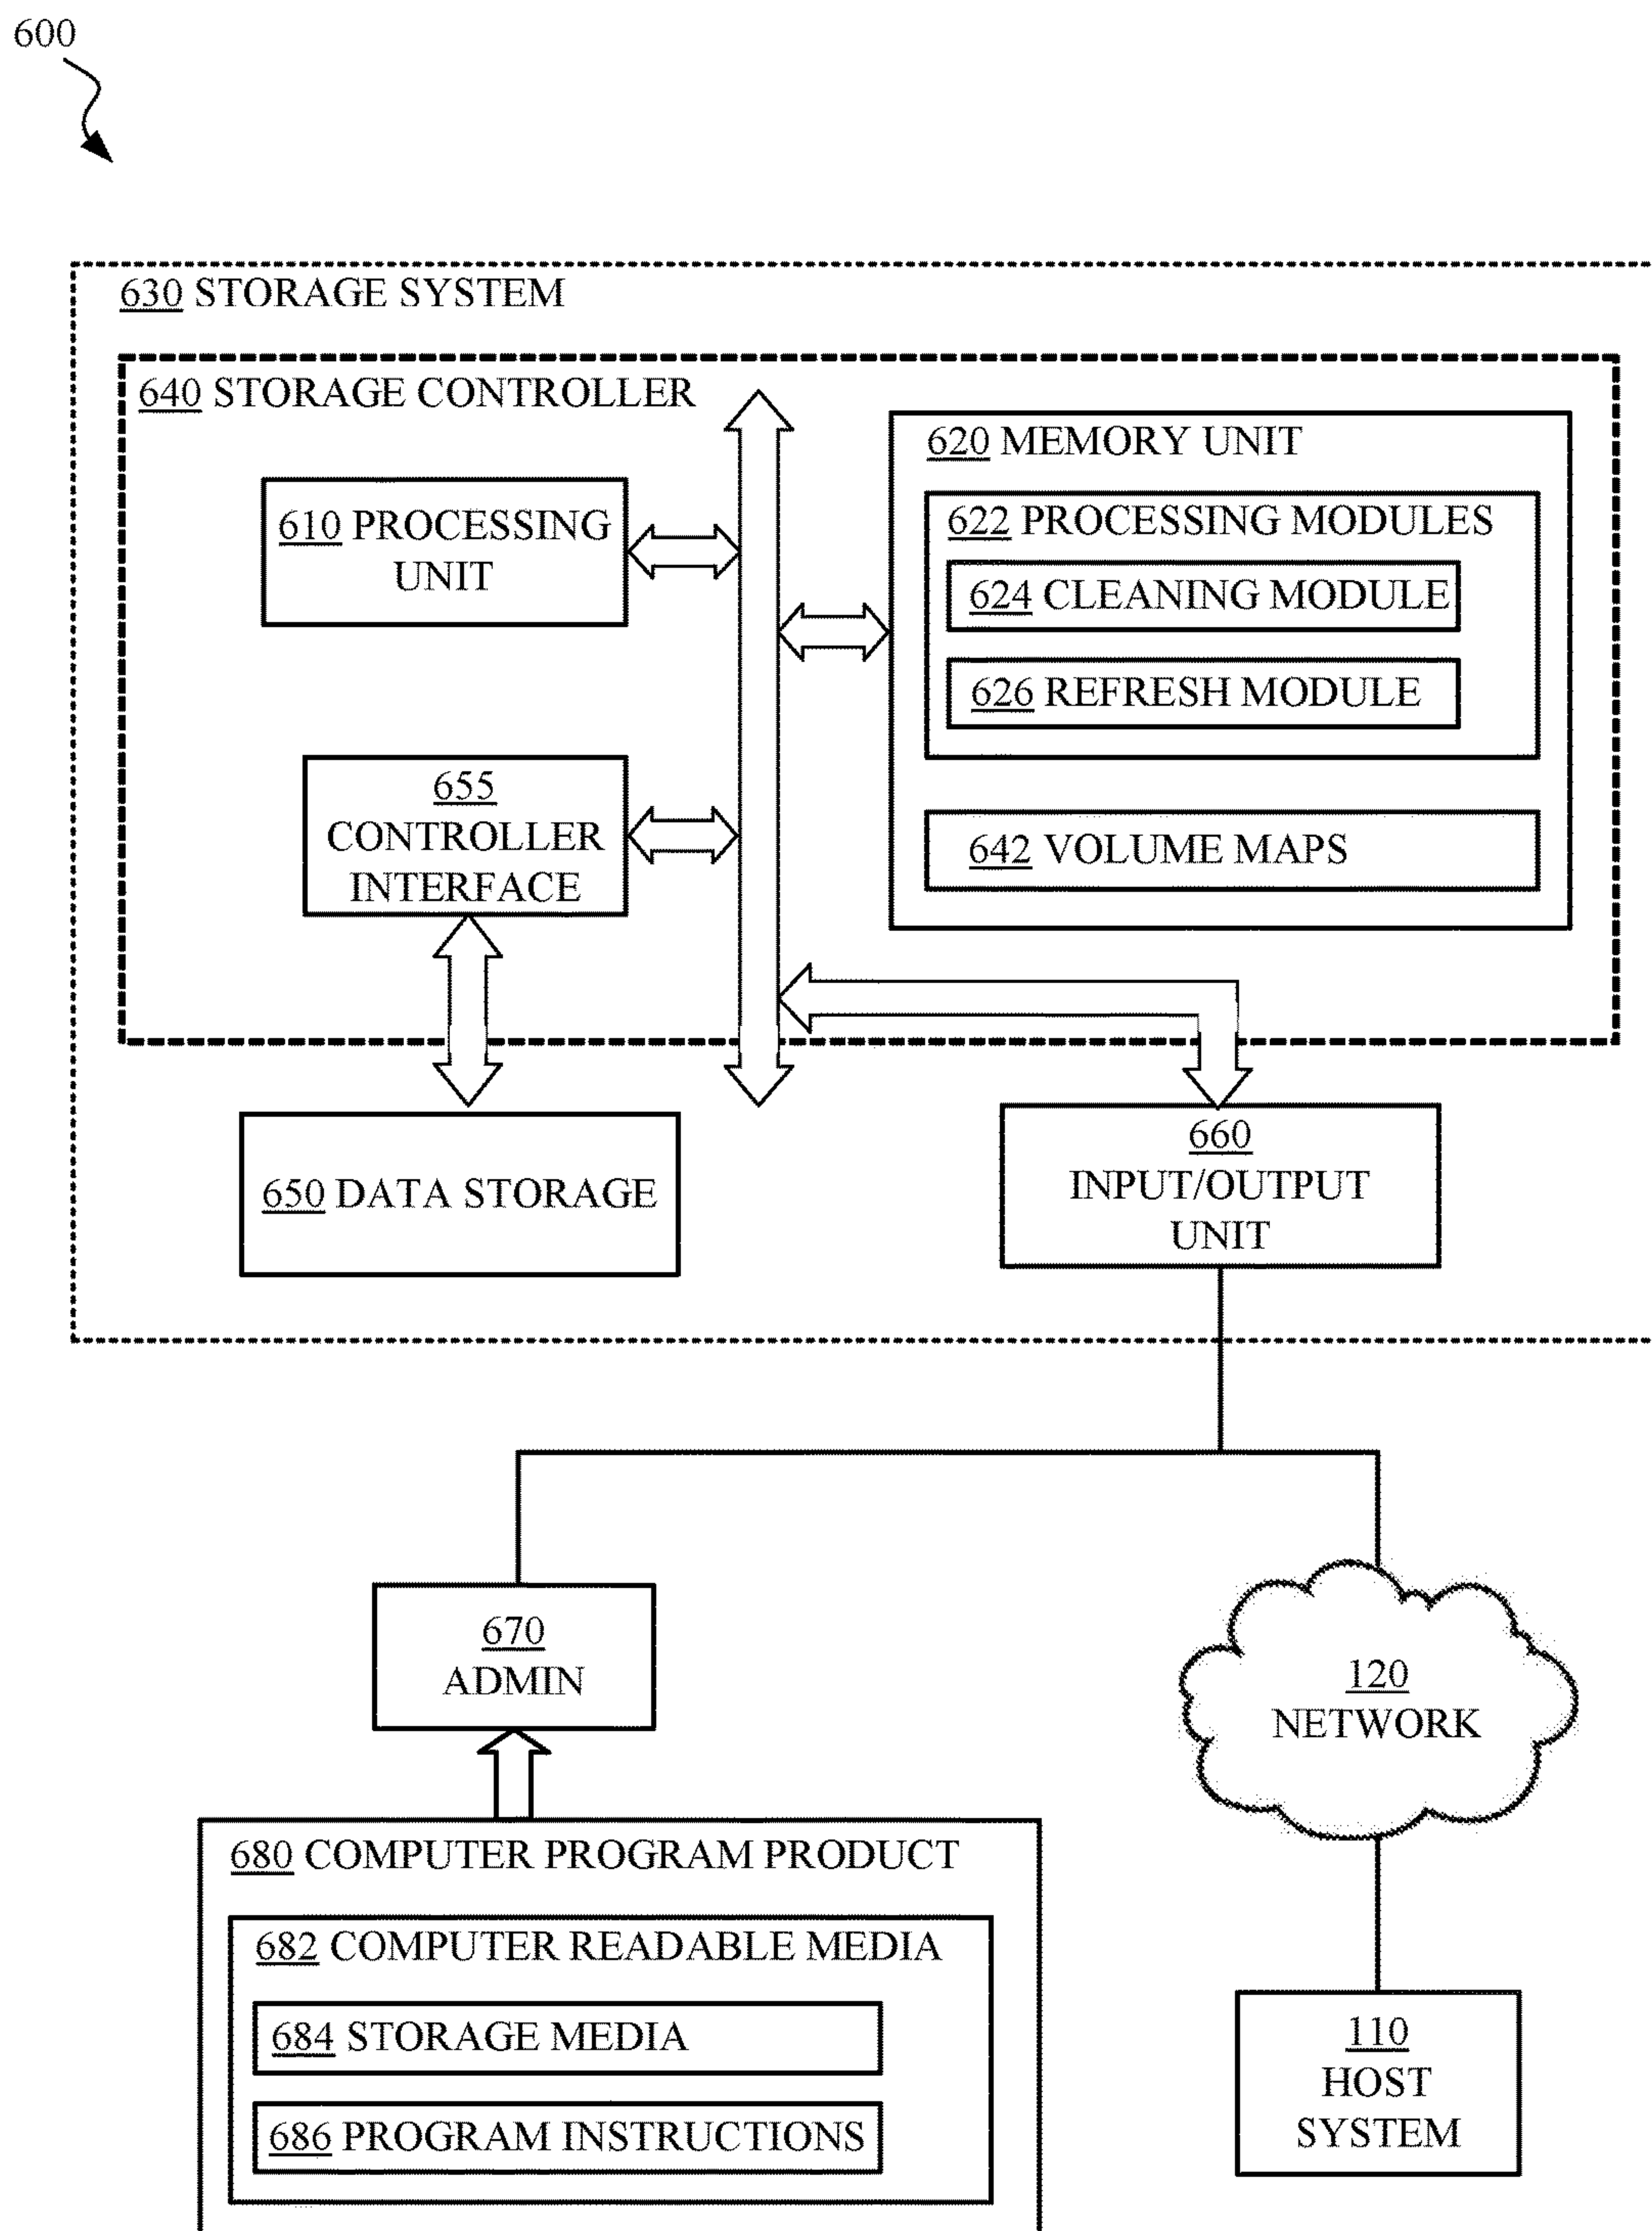 600
630 STORAGE SYSTEM
640 STORAGE CONTROLLER
620 MEMORY UNIT
610 PROCESSING
UNIT
622 PROCESSING MODULES
624 CLEANING MODULE
626 REFRESH MODULE
655
CONTROLLER
INTERFACE
642 VOLUME MAPS
650 DATA STORAGE
660
INPUT/OUTPUT
UNIT
670
ADMIN
120
NETWORK
680 COMPUTER PROGRAM PRODUCT
682 COMPUTER READABLE MEDIA
684 STORAGE MEDIA
686 PROGRAM INSTRUCTIONS
110
HOST
SYSTEM